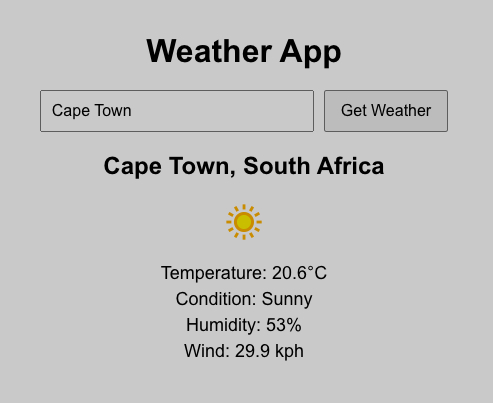 Weather App
Cape Town
Get Weather
Cape Town, South Africa
Temperature: 20.6°C
Condition: Sunny
Humidity: 53%
Wind: 29.9 kph